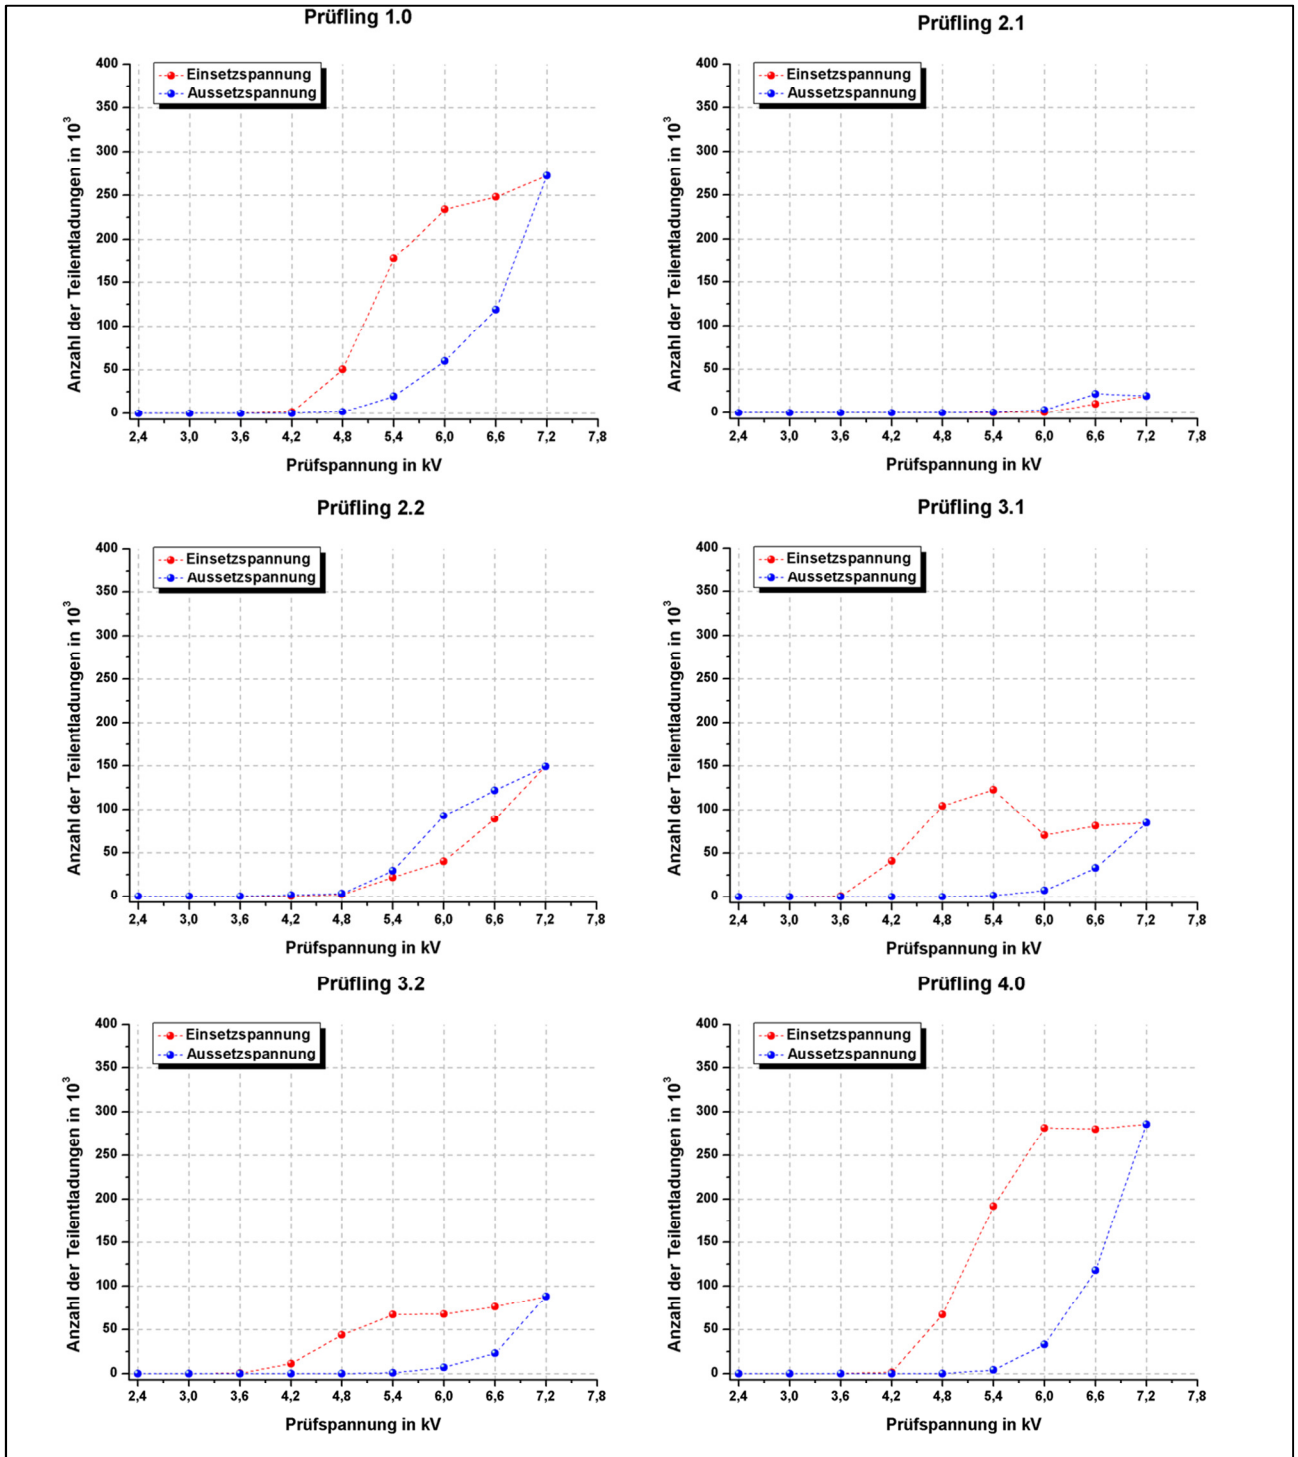 Prüfling 1.0
Einsetzspannung
Aussetzspannung
Anzahl der Teilentladungen in 10³
400
350
300
250
200
150
100
50
0
2,4 3,0 3,6 4,2 4,8 5,4 6,0 6,6 7,2 7,8
Prüfspannung in kV
Prüfling 2.1
Einsetzspannung
Aussetzspannung
Anzahl der Teilentladungen in 10³
400
350
300
250
200
150
100
50
0
2,4 3,0 3,6 4,2 4,8 5,4 6,0 6,6 7,2 7,8
Prüfspannung in kV
Prüfling 2.2
Einsetzspannung
Aussetzspannung
Anzahl der Teilentladungen in 10³
400
350
300
250
200
150
100
50
0
2,4 3,0 3,6 4,2 4,8 5,4 6,0 6,6 7,2 7,8
Prüfspannung in kV
Prüfling 3.1
Einsetzspannung
Aussetzspannung
Anzahl der Teilentladungen in 10³
400
350
300
250
200
150
100
50
0
2,4 3,0 3,6 4,2 4,8 5,4 6,0 6,6 7,2 7,8
Prüfspannung in kV
Prüfling 3.2
Einsetzspannung
Aussetzspannung
Anzahl der Teilentladungen in 10³
400
350
300
250
200
150
100
50
0
2,4 3,0 3,6 4,2 4,8 5,4 6,0 6,6 7,2 7,8
Prüfspannung in kV
Prüfling 4.0
Einsetzspannung
Aussetzspannung
Anzahl der Teilentladungen in 10³
400
350
300
250
200
150
100
50
0
2,4 3,0 3,6 4,2 4,8 5,4 6,0 6,6 7,2 7,8
Prüfspannung in kV